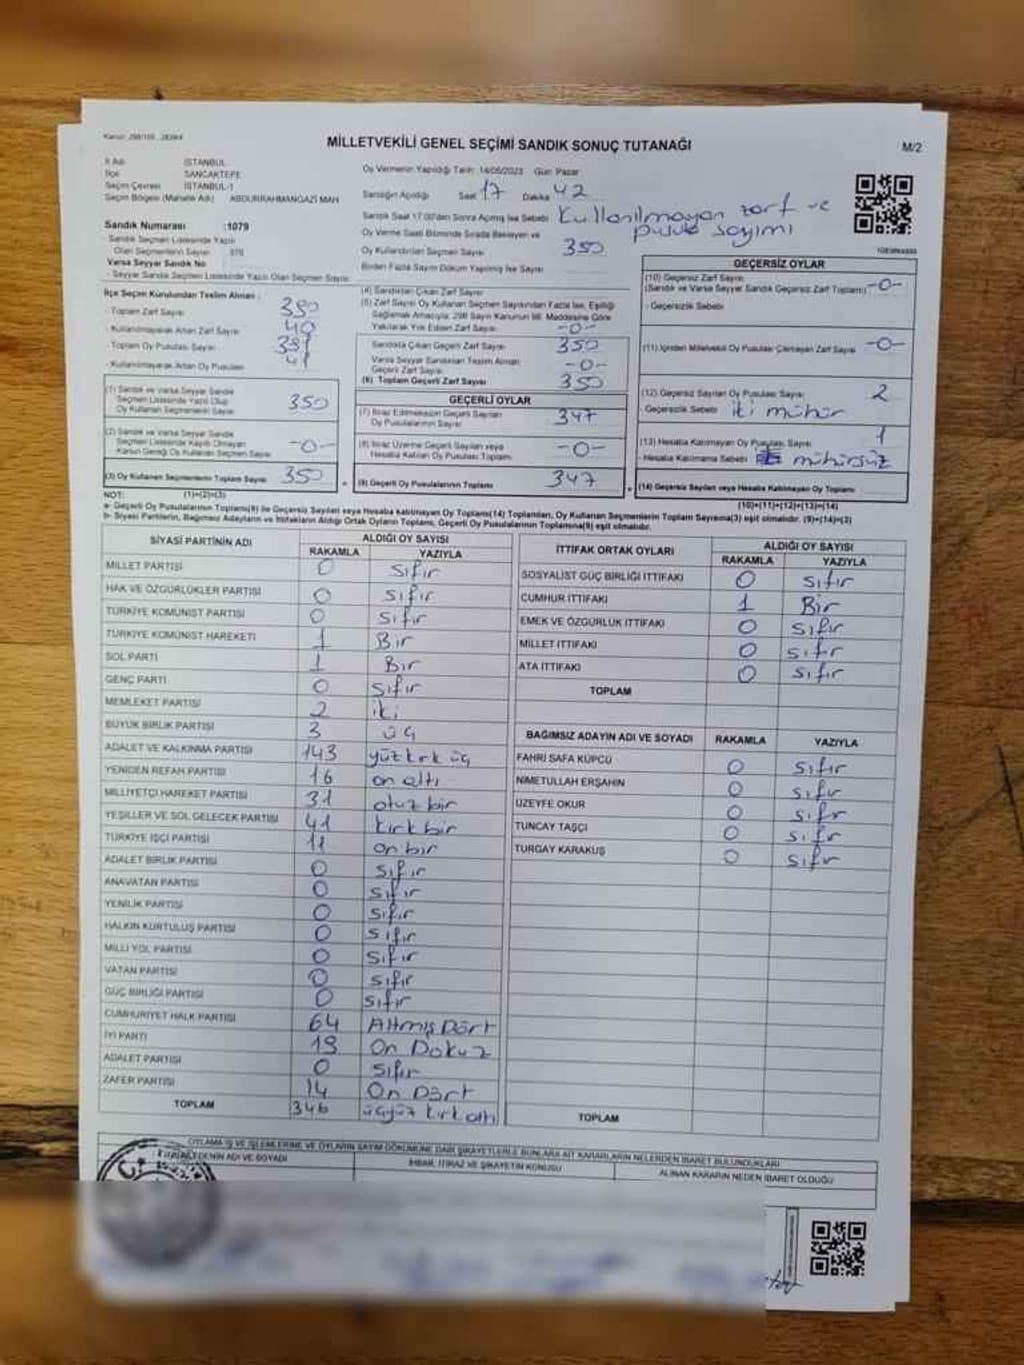 MİLLETVEKİLİ GENEL SEÇİMİ SANDIK SONUÇ TUTANAĞI
M/2
İl Adı : İSTANBUL
İlçe : SANCAKTEPE
Seçim Çevresi : İSTANBUL-1
Seçim Bölgesi (Mahalle Adı) : ABDURRAHMANGAZİ MAH
Sandık Numarası :1079
Sandık Seçmen Listesinde Yazılı
Olan Seçmenlerin Sayısı
Varsa Seyyar Sandık No
Seyyar Sandık Seçmen Listesinde Yazılı Olan Seçmen Sayısı
Oy Vermenin Yapıldığı Tarih: 14/05/2023 Gün: Pazar
Sandığın Açıldığı Saat 17 Dakika 42
Sandık Saat 17.00'den Sonra Açılmış İse Sebebi Kullanılmayan zarf ve pusula sayımı
Oy Verme Saati Bitiminde Sırada Bekleyen ve
Oy Kullandırılan Seçmen Sayısı 350
Birden Fazla Sayım Döküm Yapılmış İse Sayısı
İlçe Seçim Kurulundan Teslim Alınan :
- Toplam Zarf Sayısı 390
- Kullanılmayarak Artan Zarf Sayısı 40
- Toplam Oy Pusulası Sayısı 391
- Kullanılmayarak Artan Oy Pusulası 41
(1) Sandık ve Varsa Seyyar Sandık
Seçmen Listesinde Yazılı Olup
Oy Kullanan Seçmenlerin Sayısı 350
(2) Sandık ve Varsa Seyyar Sandık
Seçmen Listesinde Kayıtlı Olmayan
Kanun Gereği Oy Kullanan Seçmen Sayısı -0-
(3) Oy Kullanan Seçmenlerin Toplam Sayısı 350
(4) Sandıktan Çıkan Zarf Sayısı
(5) Zarf Sayısı Oy Kullanan Seçmen Sayısından Fazla İse, Eşitliği
Sağlamak Amacıyla, 298 Sayılı Kanunun 98. Maddesine Göre
Yakılarak Yok Edilen Zarf Sayısı -0-
Sandıkta Çıkan Geçerli Zarf Sayısı 350
Varsa Seyyar Sandıktan Teslim Alınan
Geçerli Zarf Sayısı -0-
(6) Toplam Geçerli Zarf Sayısı 350
GEÇERLİ OYLAR
(7) İtiraz Edilmeksizin Geçerli Sayılan
Oy Pusulalarının Sayısı 347
(8) İtiraz Üzerine Geçerli Sayılan veya
Hesaba Katılan Oy Pusulası Toplamı -0-
(9) Geçerli Oy Pusulalarının Toplamı 347
GEÇERSİZ OYLAR
(10) Geçersiz Zarf Sayısı
(Sandık ve Varsa Seyyar Sandık Geçersiz Zarf Toplamı) -0-
- Geçersizlik Sebebi
(11) İçinden Milletvekili Oy Pusulası Çıkmayan Zarf Sayısı -0-
(12) Geçersiz Sayılan Oy Pusulası Sayısı 2
- Geçersizlik Sebebi iki mühür
(13) Hesaba Katılmayan Oy Pusulası Sayısı 1
- Hesaba Katılmama Sebebi mühürsüz
(14) Geçersiz Sayılan veya Hesaba Katılmayan Oy Toplamı
NOT: (1)+(2)=(3)
(10)+(11)+(12)+(13)=(14)
a- Geçerli Oy Pusulaları Toplamı(9) ile Geçersiz Sayılan veya Hesaba katılmayan Oy Toplamı(14) Toplamları, Oy Kullanan Seçmenlerin Toplam Sayısına(3) eşit olmalıdır. (9)+(14)=(3)
b- Siyasi Partilerin, Bağımsız Adayların ve İttifakların Aldığı Ortak Oyların Toplamı, Geçerli Oy Pusulalarının Toplamına(9) eşit olmalıdır.
SİYASİ PARTİNİN ADI ALDIĞI OY SAYISI
RAKAMLA YAZIYLA
MİLLET PARTİSİ 0 sıfır
HAK VE ÖZGÜRLÜKLER PARTİSİ 0 sıfır
TÜRKİYE KOMÜNİST PARTİSİ 0 sıfır
TÜRKİYE KOMÜNİST HAREKETİ 1 Bir
SOL PARTİ 1 Bir
GENÇ PARTİ 0 sıfır
MEMLEKET PARTİSİ 2 iki
BÜYÜK BİRLİK PARTİSİ 3 üç
ADALET VE KALKINMA PARTİSİ 143 yüz kırk üç
YENİDEN REFAH PARTİSİ 16 on altı
MİLLİYETÇİ HAREKET PARTİSİ 31 otuz bir
YEŞİLLER VE SOL GELECEK PARTİSİ 41 kırk bir
TÜRKİYE İŞÇİ PARTİSİ 11 on bir
ADALET BİRLİK PARTİSİ 0 sıfır
ANAVATAN PARTİSİ 0 sıfır
YENİLİK PARTİSİ 0 sıfır
HALKIN KURTULUŞ PARTİSİ 0 sıfır
MİLLİ YOL PARTİSİ 0 sıfır
VATAN PARTİSİ 0 sıfır
GÜÇ BİRLİĞİ PARTİSİ 0 sıfır
CUMHURİYET HALK PARTİSİ 64 Altmış Dört
İYİ PARTİ 19 On Dokuz
ADALET PARTİSİ 0 sıfır
ZAFER PARTİSİ 14 On Dört
TOPLAM 346 üçyüz kırk altı
İTTİFAK ORTAK OYLARI ALDIĞI OY SAYISI
RAKAMLA YAZIYLA
SOSYALİST GÜÇ BİRLİĞİ İTTİFAKI 0 sıfır
CUMHUR İTTİFAKI 1 Bir
EMEK VE ÖZGÜRLÜK İTTİFAKI 0 sıfır
MİLLET İTTİFAKI 0 sıfır
ATA İTTİFAKI 0 sıfır
TOPLAM
BAĞIMSIZ ADAYIN ADI VE SOYADI RAKAMLA YAZIYLA
FAHRİ SAFA KÜPCÜ 0 sıfır
NİMETULLAH ERŞAHİN 0 sıfır
ÜZEYFE OKUR 0 sıfır
TUNCAY TAŞÇI 0 sıfır
TURGAY KARAKUŞ 0 sıfır
TOPLAM
OYLAMA İŞ VE İŞLEMLERİNE VE OYLARIN SAYIM DÖKÜMÜNE DAİR ŞİKAYETLERLE BUNLARA AİT KARARLARIN NELERDEN İBARET BULUNDUKLARI
ADI VE SOYADI İHBAR, İTİRAZ VE ŞİKAYETİN KONUSU ALINAN KARARIN NEDEN İBARET OLDUĞU